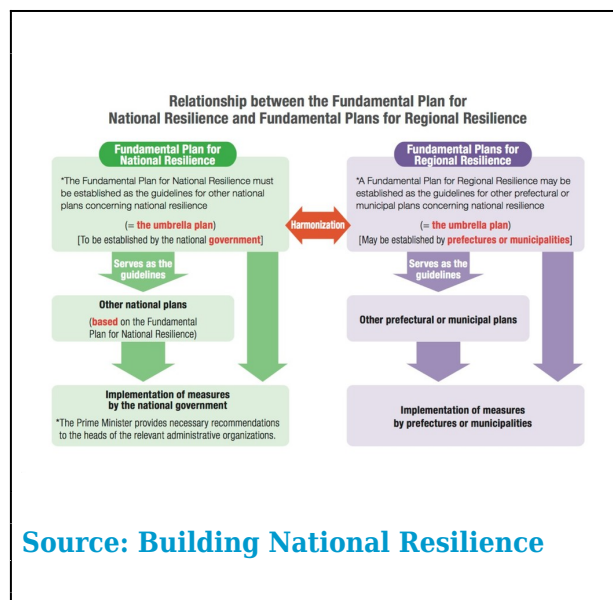 Relationship between the Fundamental Plan for
National Resilience and Fundamental Plans for Regional Resilience
Fundamental Plan for
National Resilience
*The Fundamental Plan for National Resilience must
be established as the guidelines for other national
plans concerning national resilience
(= the umbrella plan)
[To be established by the national government]
Harmonization
Fundamental Plans for
Regional Resilience
*A Fundamental Plan for Regional Resilience may be
established as the guidelines for other prefectural or
municipal plans concerning national resilience
(= the umbrella plan)
[May be established by prefectures or municipalities]
Serves as the
guidelines
Other national plans
(based on the Fundamental
Plan for National Resilience)
Implementation of measures
by the national government
*The Prime Minister provides necessary recommendations
to the heads of the relevant administrative organizations.
Serves as the
guidelines
Other prefectural or municipal plans
Implementation of measures
by prefectures or municipalities
Source: Building National Resilience